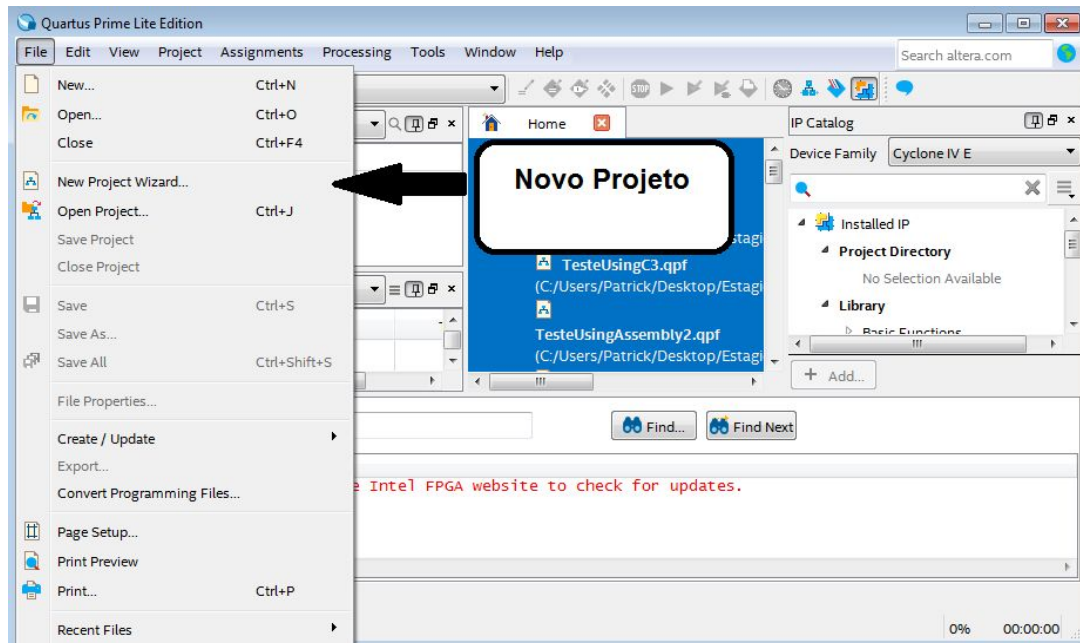 Quartus Prime Lite Edition
File Edit View Project Assignments Processing Tools Window Help
Search altera.com
New... Ctrl+N
Open... Ctrl+O
Close Ctrl+F4
New Project Wizard...
Open Project... Ctrl+J
Save Project
Close Project
Save Ctrl+S
Save As...
Save All Ctrl+Shift+S
File Properties...
Create / Update
Export...
Convert Programming Files...
Page Setup...
Print Preview
Print... Ctrl+P
Recent Files
Home
Novo Projeto
TesteUsingC3.qpf
(C:/Users/Patrick/Desktop/Estagi
TesteUsingAssembly2.qpf
(C:/Users/Patrick/Desktop/Estagi
IP Catalog
Device Family Cyclone IV E
Installed IP
Project Directory
No Selection Available
Library
Basic Functions
+ Add...
Find... Find Next
Intel FPGA website to check for updates.
0% 00:00:00